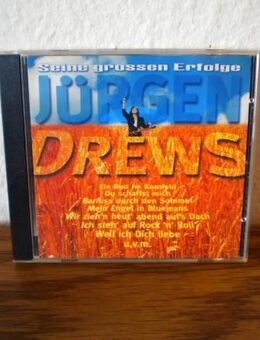 Seine grossen Erfolge
JÜRGEN
DREWS
Ein Bett im Kornfeld
Du schaffst mich
Barfuss durch den Sommer
Mein Engel in Bluejeans
Wir zieh'n heut' abend auf's Dach
Ich steh' auf Rock 'n' Roll
Weil ich Dich liebe
u.v.m.